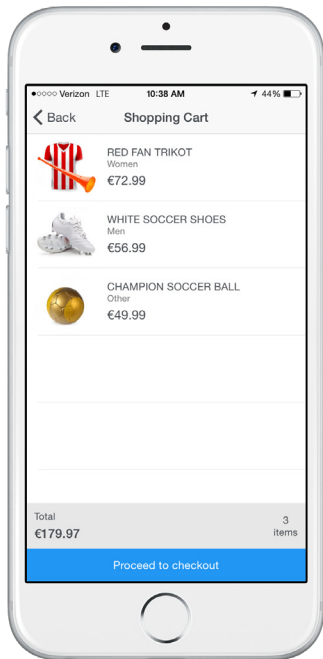 ●○○○○ Verizon LTE 10:38 AM 44%
Back Shopping Cart
RED FAN TRIKOT
Women
€72.99
WHITE SOCCER SHOES
Men
€56.99
CHAMPION SOCCER BALL
Other
€49.99
Total
€179.97
3
items
Proceed to checkout